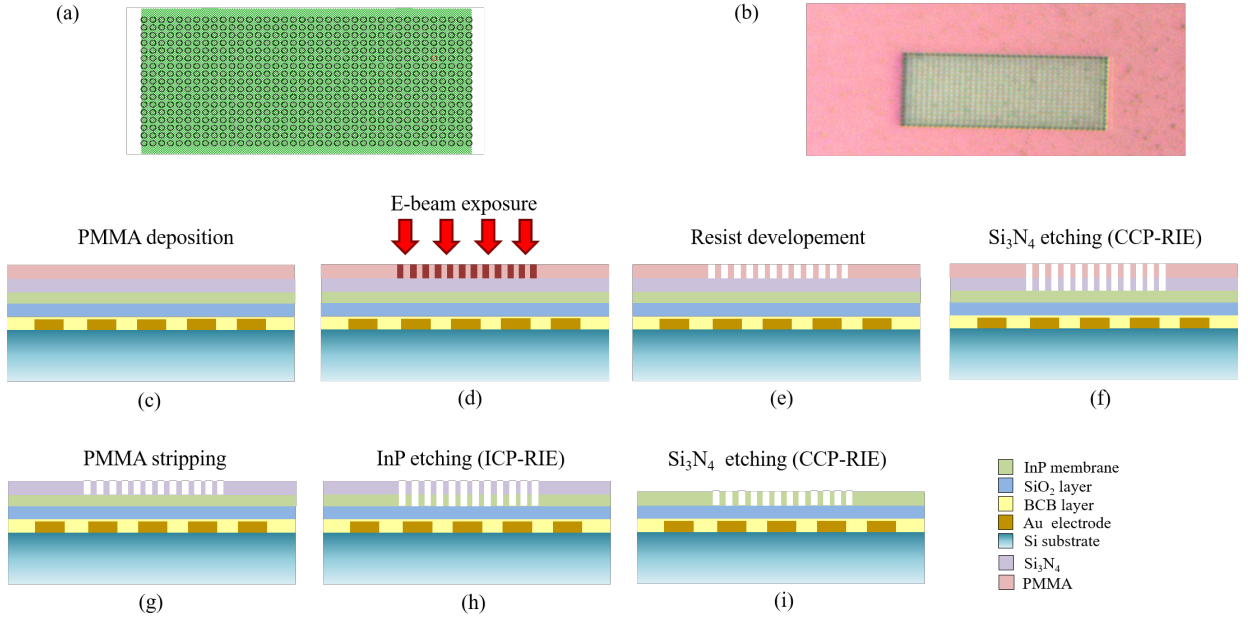 (a)
(b)
E-beam exposure
PMMA deposition
Resist developement
Si₃N₄ etching (CCP-RIE)
(c)
(d)
(e)
(f)
PMMA stripping
InP etching (ICP-RIE)
Si₃N₄ etching (CCP-RIE)
InP membrane
SiO₂ layer
BCB layer
Au electrode
Si substrate
Si₃N₄
PMMA
(g)
(h)
(i)